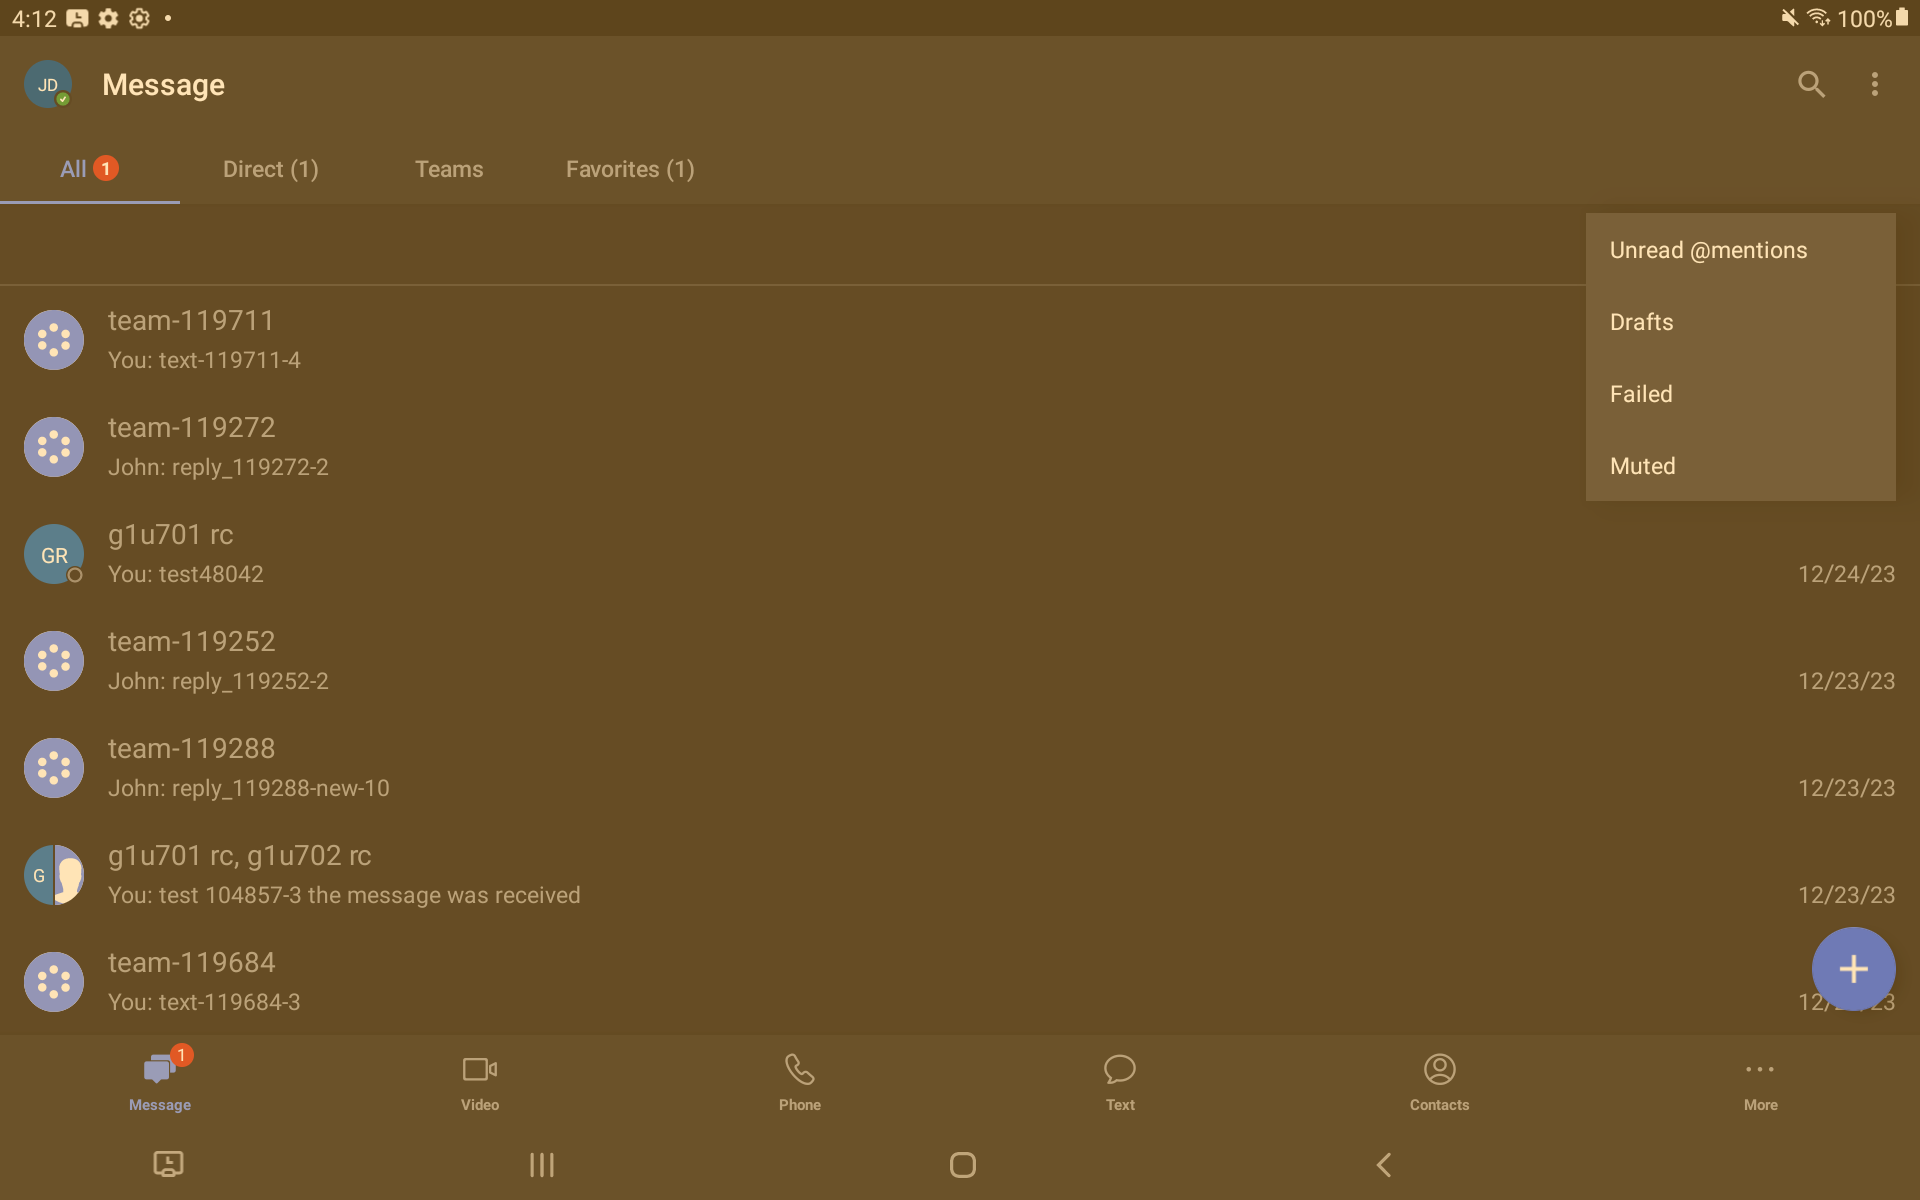 4:12
100%
JD
Message
All 1
Direct (1)
Teams
Favorites (1)
Unread @mentions
Drafts
Failed
Muted
team-119711
You: text-119711-4
team-119272
John: reply_119272-2
GR
g1u701 rc
You: test48042
12/24/23
team-119252
John: reply_119252-2
12/23/23
team-119288
John: reply_119288-new-10
12/23/23
G
g1u701 rc, g1u702 rc
You: test 104857-3 the message was received
12/23/23
team-119684
You: text-119684-3
1
Message
Video
Phone
Text
Contacts
More